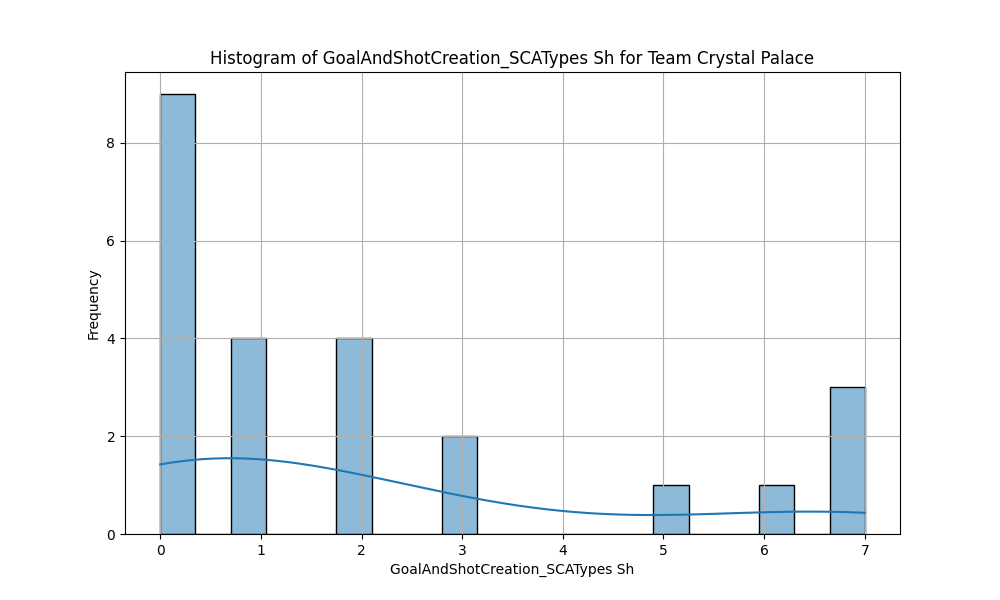 Histogram of GoalAndShotCreation_SCATypes Sh for Team Crystal Palace
8
6
4
2
0
Frequency
0 1 2 3 4 5 6 7
GoalAndShotCreation_SCATypes Sh